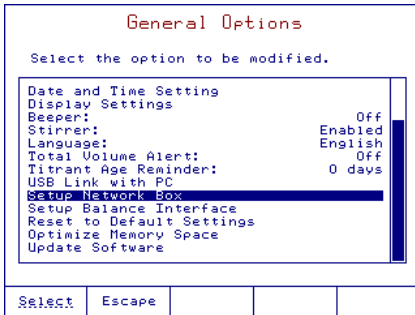 General Options
Select the option to be modified.
Date and Time Setting
Display Settings
Beeper: Off
Stirrer: Enabled
Language: English
Total Volume Alert: Off
Titrant Age Reminder: 0 days
USB Link with PC
Setup Network Box
Setup Balance Interface
Reset to Default Settings
Optimize Memory Space
Update Software
Select Escape